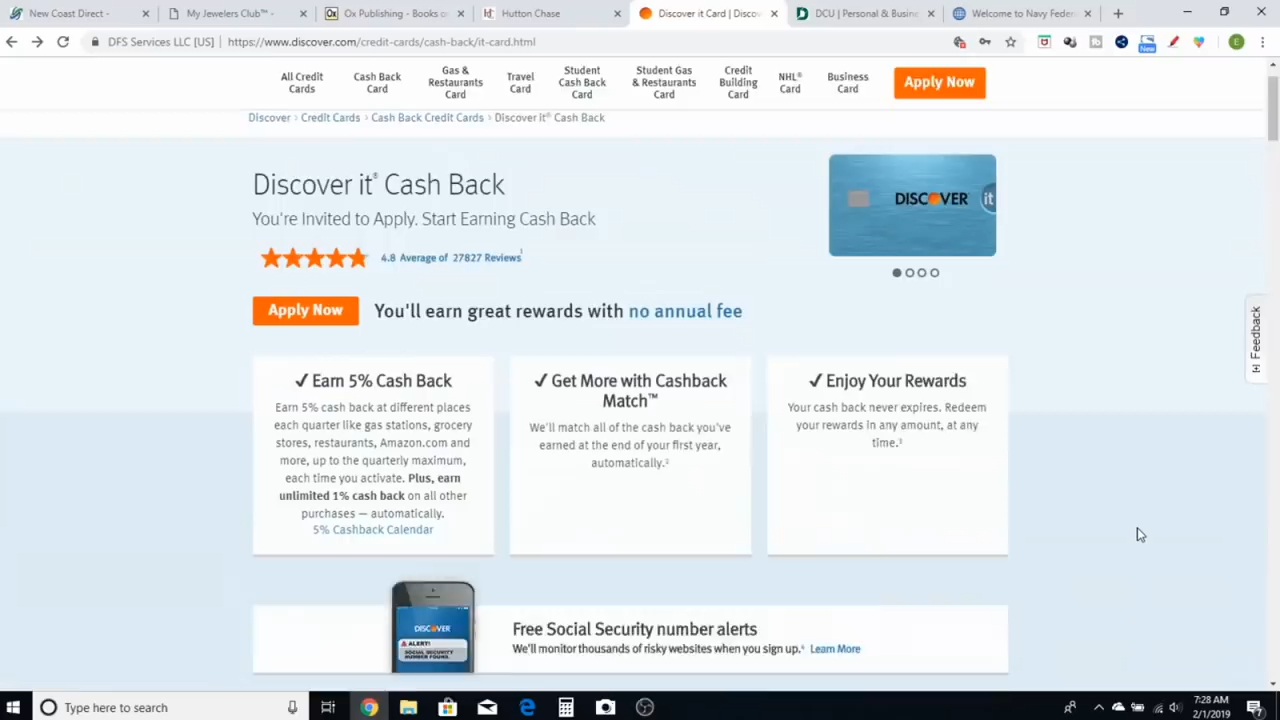 New Coast Direct -
My Jewelers Club™ -
Ox Publishing - Books o
Hutton Chase
Discover it Card | Disco
DCU | Personal & Busin
Welcome to Navy Feder
DFS Services LLC [US]
https://www.discover.com/credit-cards/cash-back/it-card.html
New
E
All Credit
Cards
Cash Back
Card
Gas &
Restaurants
Card
Travel
Card
Student
Cash Back
Card
Student Gas
& Restaurants
Card
Credit
Building
Card
NHL®
Card
Business
Card
Apply Now
Discover > Credit Cards > Cash Back Credit Cards > Discover it® Cash Back
Discover it® Cash Back
You're Invited to Apply. Start Earning Cash Back
4.8 Average of 27827 Reviews¹
DISCOVER it
Apply Now
You'll earn great rewards with no annual fee
Feedback
✓ Earn 5% Cash Back
Earn 5% cash back at different places
each quarter like gas stations, grocery
stores, restaurants, Amazon.com and
more, up to the quarterly maximum,
each time you activate. Plus, earn
unlimited 1% cash back on all other
purchases — automatically.
5% Cashback Calendar
✓ Get More with Cashback
Match™
We'll match all of the cash back you've
earned at the end of your first year,
automatically.²
✓ Enjoy Your Rewards
Your cash back never expires. Redeem
your rewards in any amount, at any
time.³
DISCOVER
ALERT!
SOCIAL SECURITY
NUMBER FOUND.
Free Social Security number alerts
We'll monitor thousands of risky websites when you sign up.⁴ Learn More
Type here to search
7:28 AM
2/1/2019